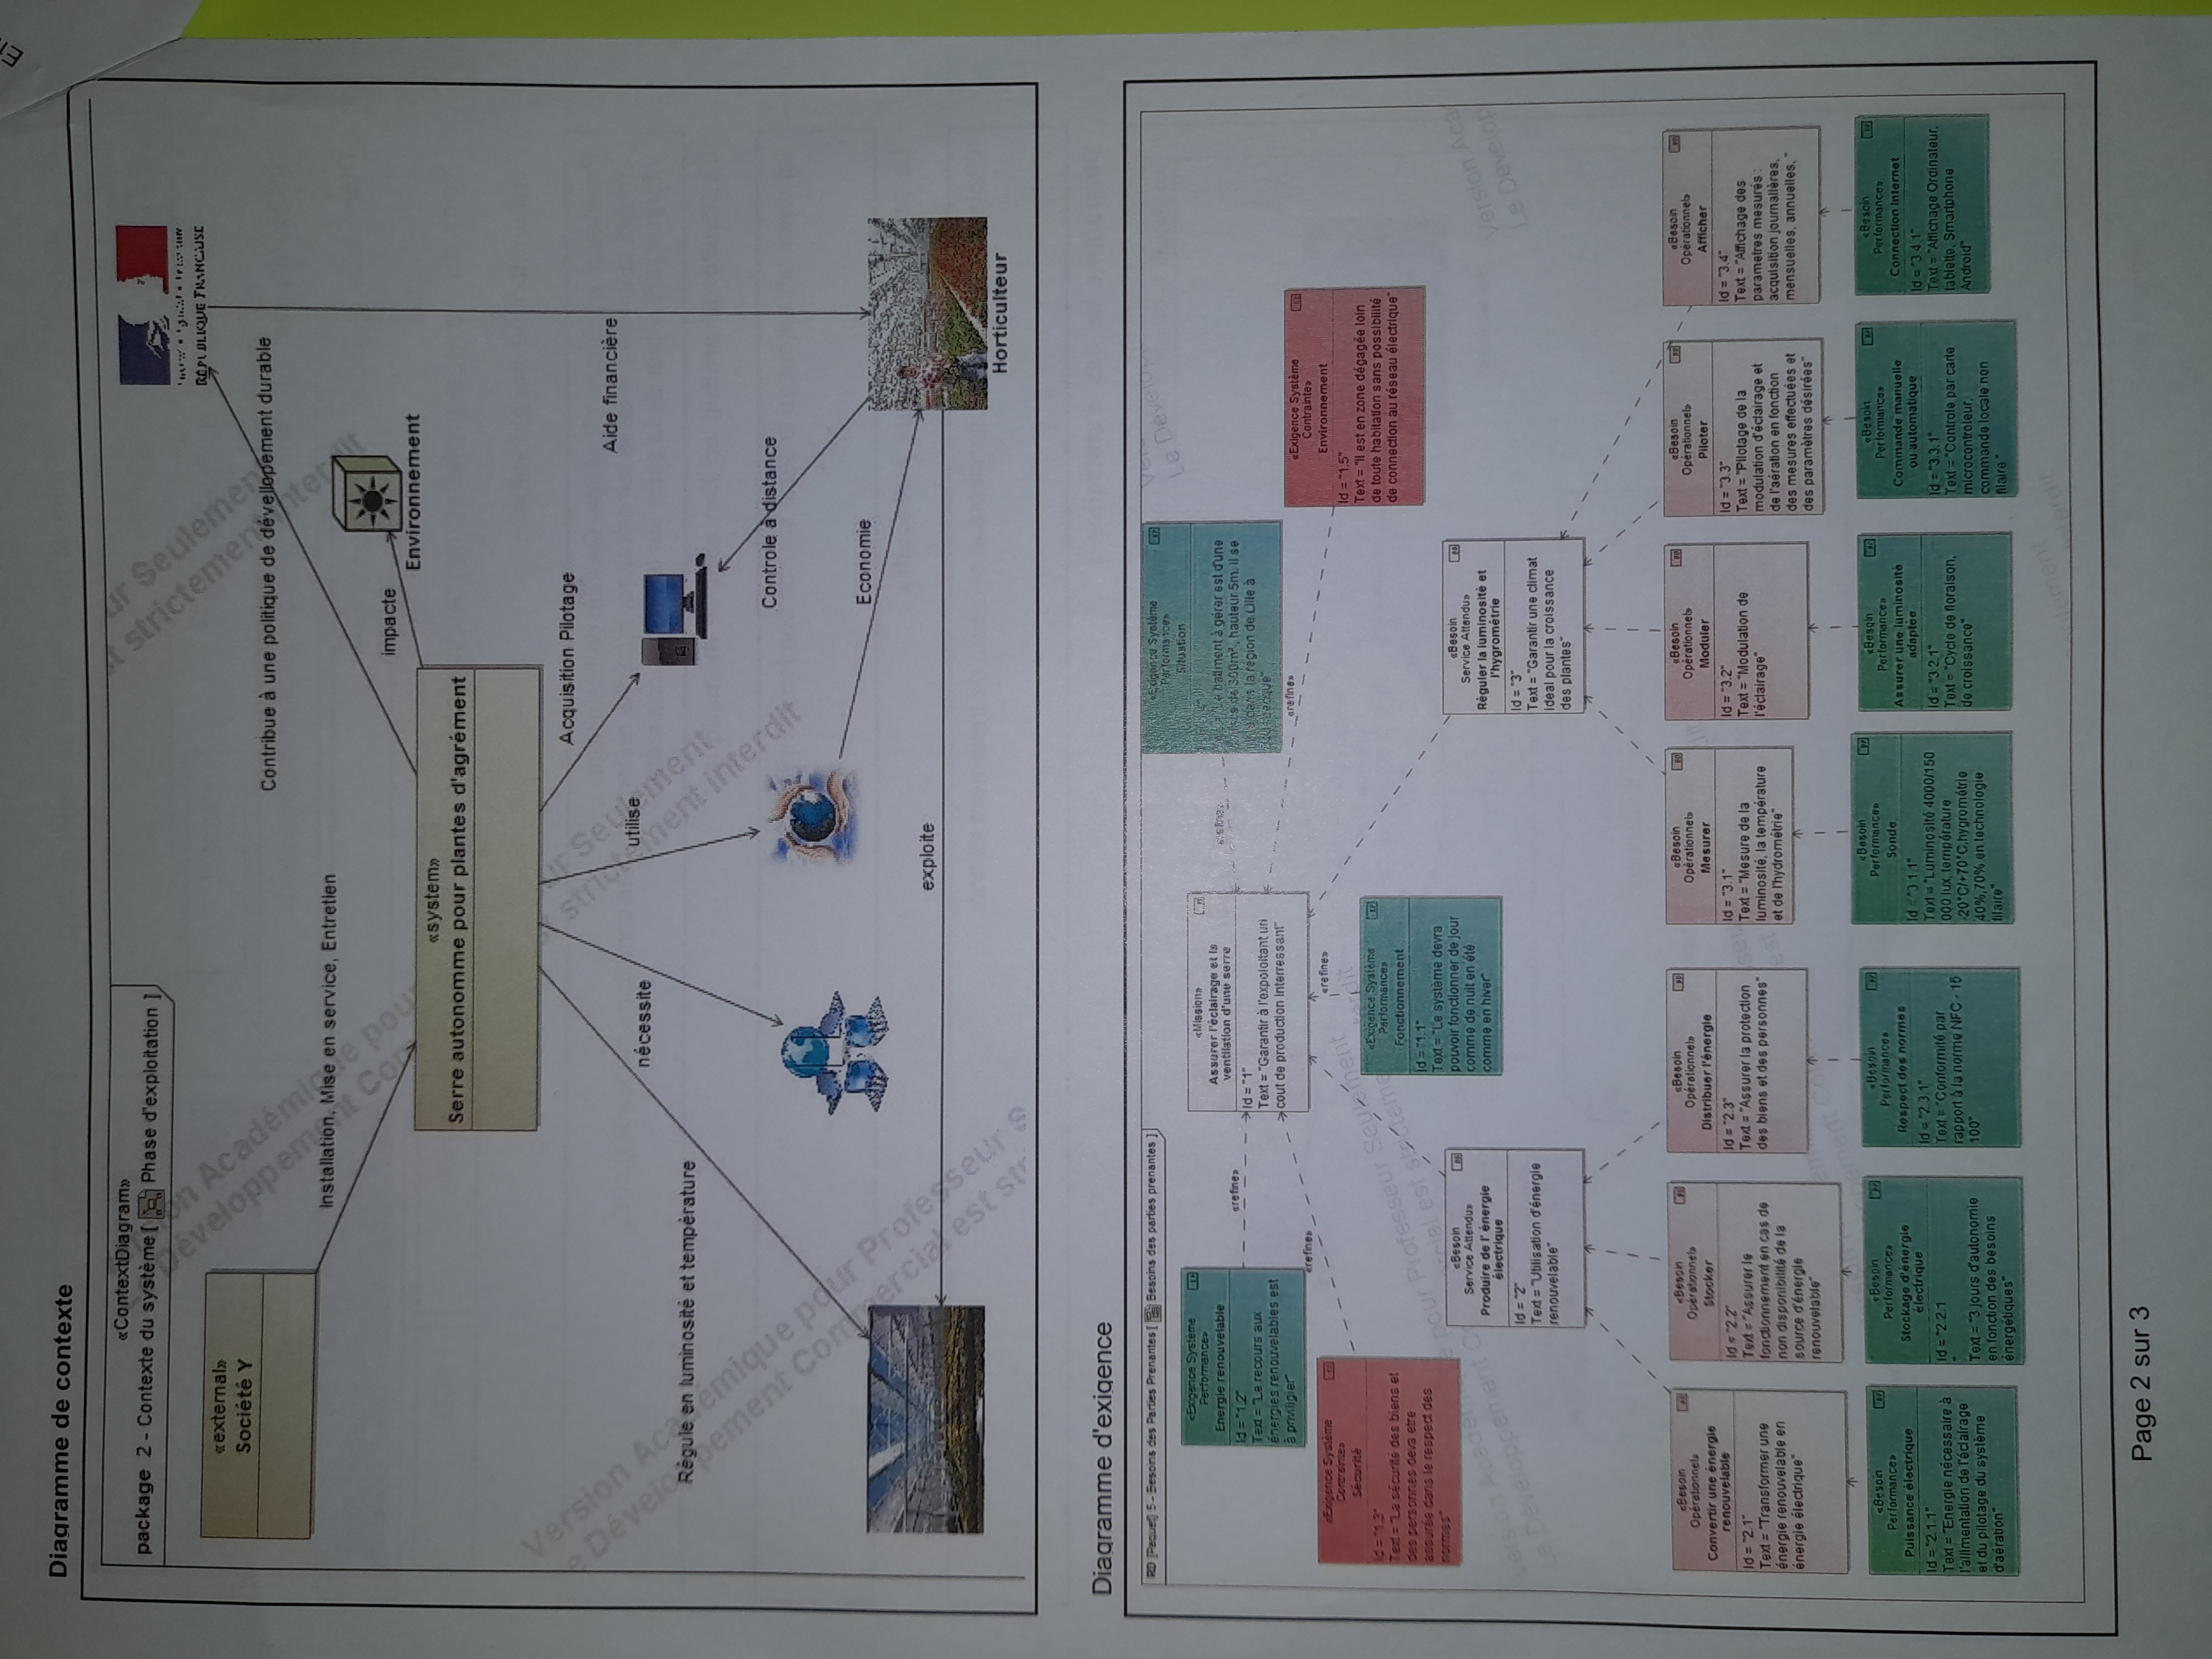 Diagramme de contexte
«ContextDiagram»
package 2 - Contexte du système [ Phase d'exploitation ]
RÉPUBLIQUE FRANÇAISE
«external»
Société Y
Contribue à une politique de dévellopement durable
Installation, Mise en service, Entretien
impacte
Environnement
«system»
Serre autonomme pour plantes d'agrément
Acquisition Pilotage
Aide financière
utilise
nécessite
Régule en luminosité et température
Controle à distance
Economie
exploite
Horticulteur
Version Académique pour Professeur Seulement
Le Développement Commercial est strictement interdit
Diagramme d'exigence
RD [Paquet] 5 - Besoins des Parties Prenantes [ Besoins des parties prenantes ]
«Exigence Système
Performance»
Energie renouvelable
Id = "1.2"
Text = "Le recours aux
énergies renouvelables est
à priviligier"
«refine»
«Mission»
Assurer l'éclairage et la
ventilation d'une serre
Id = "1"
Text = "Garantir à l'expoloitant un
cout de production interressant"
«refine»
«Exigence Système
Performance»
Situation
"Le batiment à gérer est d'une
de 300m², hauteur 5m. Il se
dans la région de Lille à
«refine»
«Exigence Système
Contrainte»
Environnement
Id = "1.5"
Text = "Il est en zone dégagée loin
de toute habitation sans possibilité
de connection au réseau électrique"
«refine»
«Exigence Système
Contrainte»
Sécurité
Id = "1.3"
Text = "La sécurité des biens et
des personnes deva etre
assurée dans le respect des
normes"
«refine»
«Exigence Système
Performance»
Fonctionnement
Id = "1.1"
Text = "Le système devra
pouvoir fonctionner de jour
comme de nuit en été
comme en hiver"
«Besoin
Service Attendu»
Produire de l' énergie
électrique
Id = "2"
Text = "Utilisation d'énergie
renouvelable"
«Besoin
Service Attendu»
Réguler la luminosité et
l'hygrométrie
Id = "3"
Text = "Garantir une climat
ideal pour la croissance
des plantes"
«Besoin
Opérationnel»
Convertir une énergie
renouvelable
Id = "2.1"
Text = "Transformer une
énergie renouvelable en
énergie électrique"
«Besoin
Opérationnel»
Stocker
Id = "2.2"
Text = "Assurer le
fonctionnement en cas de
non disponibilité de la
source d'énergie
renouvelable"
«Besoin
Opérationnel»
Distribuer l'énergie
Id = "2.3"
Text = "Assurer la protection
des biens et des personnes"
«Besoin
Opérationnel»
Mesurer
Id = "3.1"
Text = "Mesure de la
luminosité, la température
et de l'hydrométrie"
«Besoin
Opérationnel»
Moduler
Id = "3.2"
Text = "Modulation de
l'éclairage"
«Besoin
Opérationnel»
Piloter
Id = "3.3"
Text = "Pilotage de la
modulation d'éclairage et
de l'aération en fonction
des mesures effectuées et
des paramètres désirées"
«Besoin
Opérationnel»
Afficher
Id = "3.4"
Text = "Affichage des
parametres mesurés :
acquisition journalières,
mensuelles, annuelles, "
«Besoin
Performance»
Puissance électrique
Id = "2.1.1"
Text = "Energie nécessaire à
l'allimentation de l'éclairage
et du pilotage du système
d'aération"
«Besoin
Performance»
Stockage d'énergie
électrique
Id = "2.2.1
"
Text = "3 jours d'autonomie
en fonction des besoins
énergétiques"
«Besoin
Performance»
Respect des normes
Id = "2.3.1"
Text = "Conformité par
rapport à la norme NFC - 15
100"
«Besoin
Performance»
Sonde
Id = "3.1.1"
Text = "Luminosité 4000/150
000 lux, température
-20°C/+70°C,hygrométrie
40%,70% en technologie
filaire"
«Besoin
Performance»
Assurer une luminosité
adaptée
Id = "3.2.1"
Text = "Cycle de floraison,
de croissance"
«Besoin
Performance»
Commande manuelle
ou automatique
Id = "3.3.1"
Text = "Controle par carte
microcontroleur,
commande locale non
filaire "
«Besoin
Performance»
Connection Internet
Id = "3.4.1"
Text = "Affichage Ordinateur,
tablette, Smartphone
Android"
Page 2 sur 3